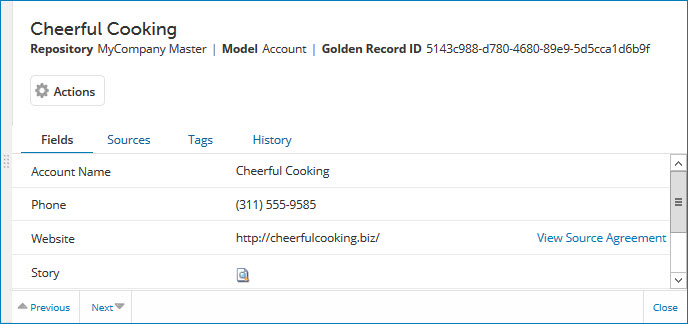 Cheerful Cooking
Repository MyCompany Master | Model Account | Golden Record ID 5143c988-d780-4680-89e9-5d5cca1d6b9f
Actions
Fields Sources Tags History
Account Name Cheerful Cooking
Phone (311) 555-9585
Website http://cheerfulcooking.biz/ View Source Agreement
Story
Previous Next Close